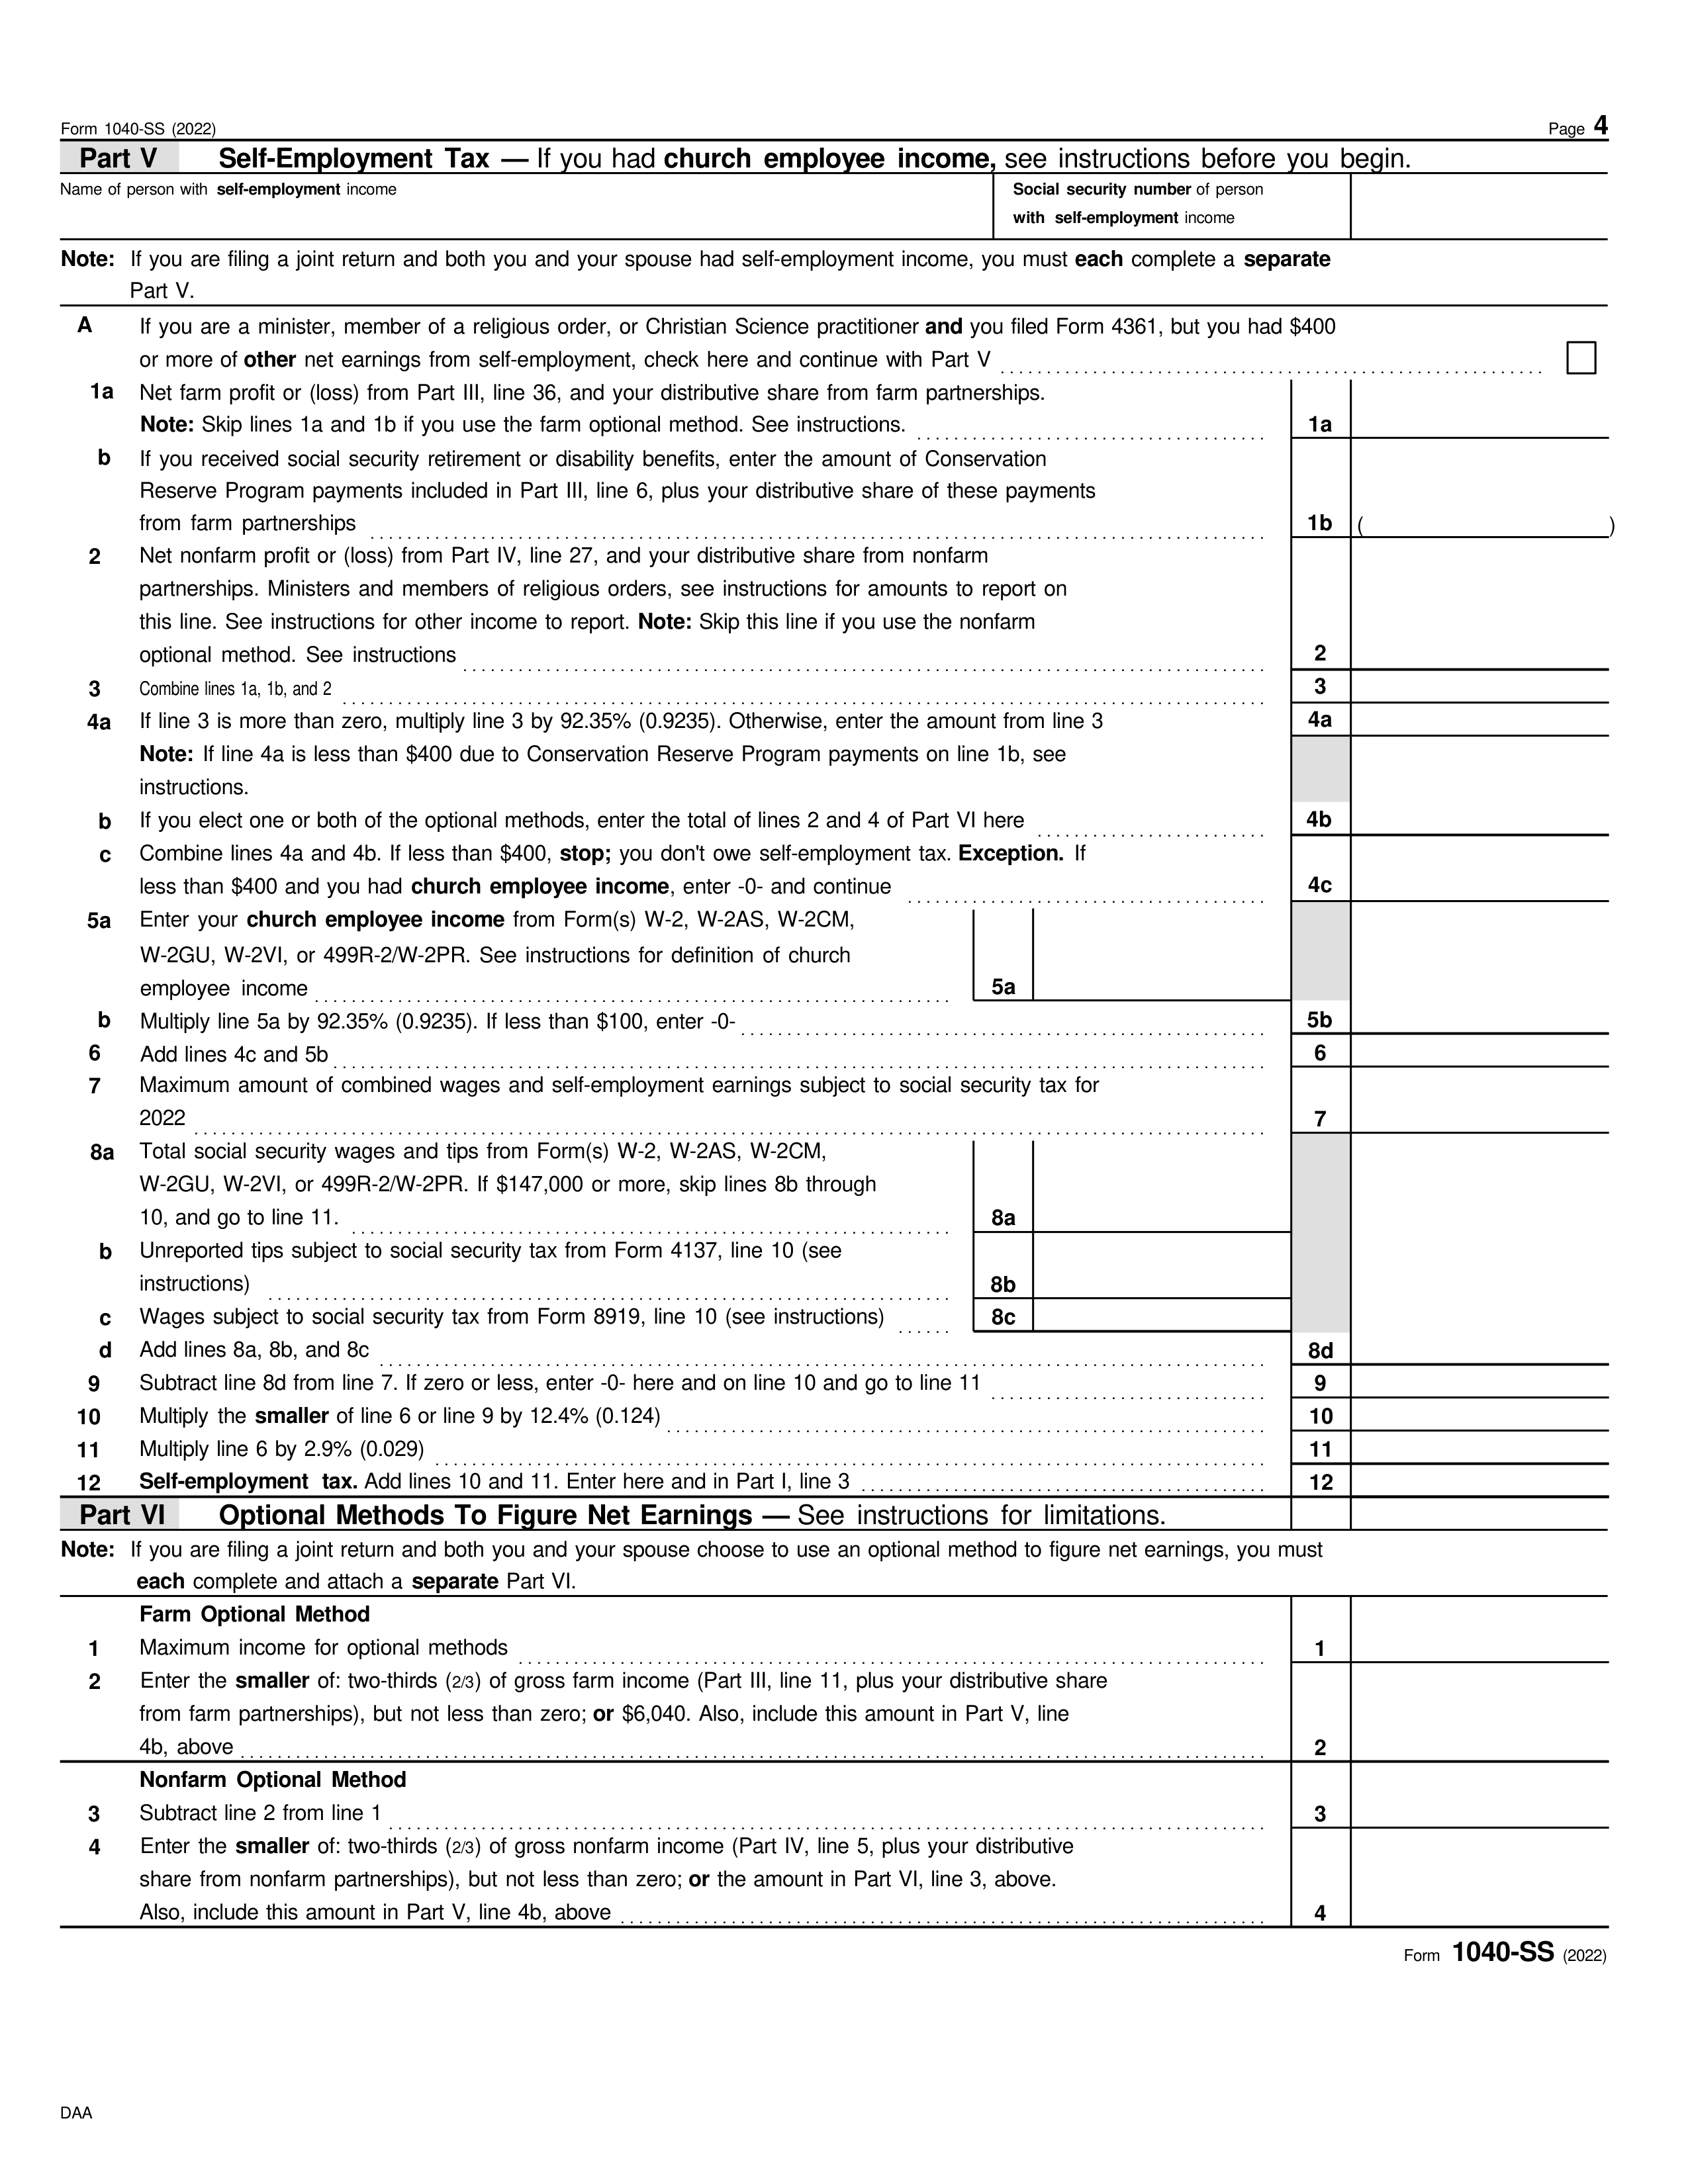 Form 1040-SS (2022) Page 4
Part V Self-Employment Tax — If you had church employee income, see instructions before you begin.
Name of person with self-employment income
Social security number of person
with self-employment income
Note: If you are filing a joint return and both you and your spouse had self-employment income, you must each complete a separate
Part V.
A If you are a minister, member of a religious order, or Christian Science practitioner and you filed Form 4361, but you had $400
or more of other net earnings from self-employment, check here and continue with Part V
1a Net farm profit or (loss) from Part III, line 36, and your distributive share from farm partnerships.
Note: Skip lines 1a and 1b if you use the farm optional method. See instructions. 1a
b If you received social security retirement or disability benefits, enter the amount of Conservation
Reserve Program payments included in Part III, line 6, plus your distributive share of these payments
from farm partnerships 1b ( )
2 Net nonfarm profit or (loss) from Part IV, line 27, and your distributive share from nonfarm
partnerships. Ministers and members of religious orders, see instructions for amounts to report on
this line. See instructions for other income to report. Note: Skip this line if you use the nonfarm
optional method. See instructions 2
3 Combine lines 1a, 1b, and 2 3
4a If line 3 is more than zero, multiply line 3 by 92.35% (0.9235). Otherwise, enter the amount from line 3 4a
Note: If line 4a is less than $400 due to Conservation Reserve Program payments on line 1b, see
instructions.
b If you elect one or both of the optional methods, enter the total of lines 2 and 4 of Part VI here 4b
c Combine lines 4a and 4b. If less than $400, stop; you don't owe self-employment tax. Exception. If
less than $400 and you had church employee income, enter -0- and continue 4c
5a Enter your church employee income from Form(s) W-2, W-2AS, W-2CM,
W-2GU, W-2VI, or 499R-2/W-2PR. See instructions for definition of church
employee income 5a
b Multiply line 5a by 92.35% (0.9235). If less than $100, enter -0- 5b
6 Add lines 4c and 5b 6
7 Maximum amount of combined wages and self-employment earnings subject to social security tax for
2022 7
8a Total social security wages and tips from Form(s) W-2, W-2AS, W-2CM,
W-2GU, W-2VI, or 499R-2/W-2PR. If $147,000 or more, skip lines 8b through
10, and go to line 11. 8a
b Unreported tips subject to social security tax from Form 4137, line 10 (see
instructions) 8b
c Wages subject to social security tax from Form 8919, line 10 (see instructions) 8c
d Add lines 8a, 8b, and 8c 8d
9 Subtract line 8d from line 7. If zero or less, enter -0- here and on line 10 and go to line 11 9
10 Multiply the smaller of line 6 or line 9 by 12.4% (0.124) 10
11 Multiply line 6 by 2.9% (0.029) 11
12 Self-employment tax. Add lines 10 and 11. Enter here and in Part I, line 3 12
Part VI Optional Methods To Figure Net Earnings — See instructions for limitations.
Note: If you are filing a joint return and both you and your spouse choose to use an optional method to figure net earnings, you must
each complete and attach a separate Part VI.
Farm Optional Method
1 Maximum income for optional methods 1
2 Enter the smaller of: two-thirds (2/3) of gross farm income (Part III, line 11, plus your distributive share
from farm partnerships), but not less than zero; or $6,040. Also, include this amount in Part V, line
4b, above 2
Nonfarm Optional Method
3 Subtract line 2 from line 1 3
4 Enter the smaller of: two-thirds (2/3) of gross nonfarm income (Part IV, line 5, plus your distributive
share from nonfarm partnerships), but not less than zero; or the amount in Part VI, line 3, above.
Also, include this amount in Part V, line 4b, above 4
Form 1040-SS (2022)
DAA